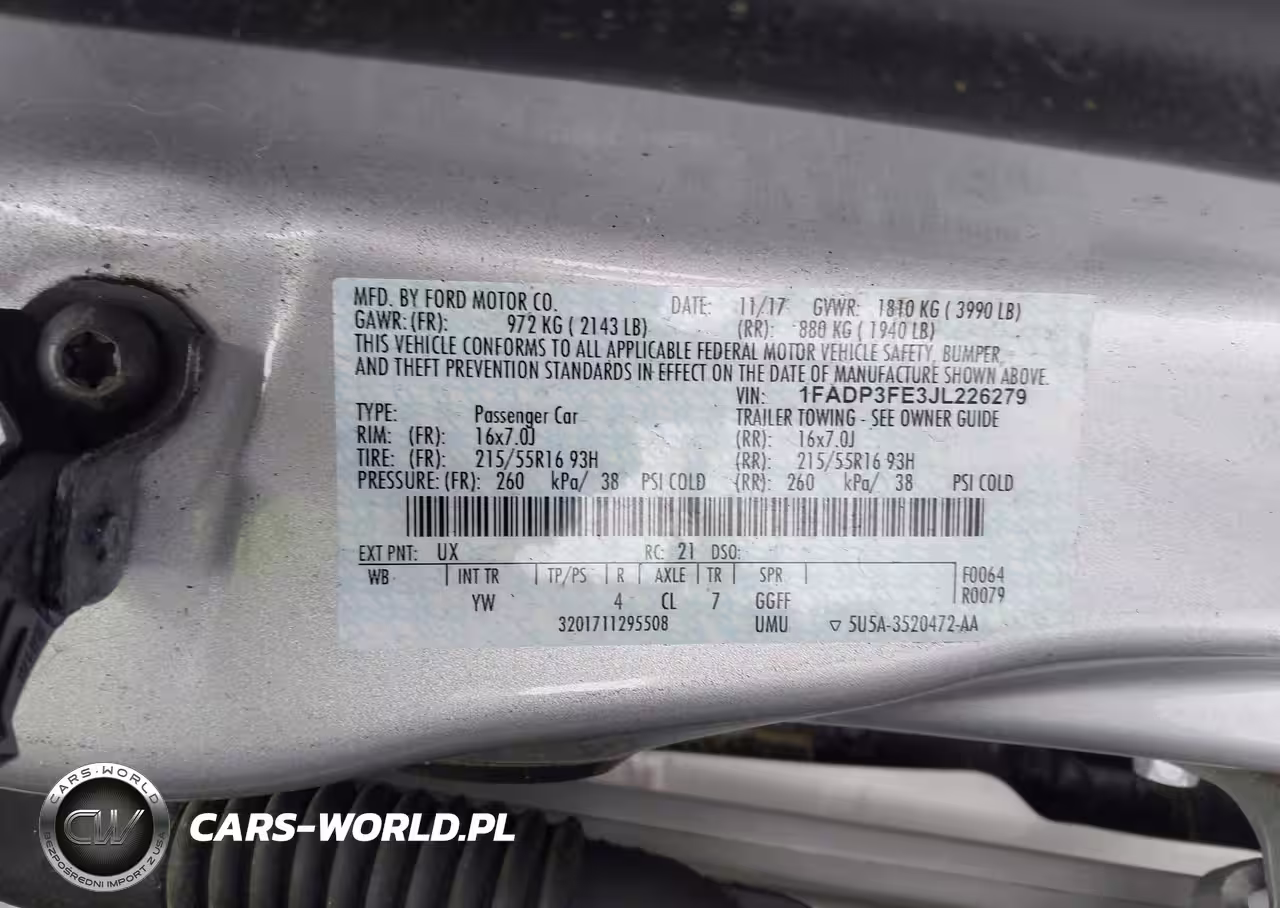 MFD. BY FORD MOTOR CO. DATE: 11/17 GVWR: 1810 KG ( 3990 LB)
GAWR: (FR): 972 KG ( 2143 LB) (RR): 880 KG ( 1940 LB)
THIS VEHICLE CONFORMS TO ALL APPLICABLE FEDERAL MOTOR VEHICLE SAFETY, BUMPER,
AND THEFT PREVENTION STANDARDS IN EFFECT ON THE DATE OF MANUFACTURE SHOWN ABOVE.
VIN: 1FADP3FE3JL226279
TYPE: Passenger Car TRAILER TOWING - SEE OWNER GUIDE
RIM: (FR): 16x7.0J (RR): 16x7.0J
TIRE: (FR): 215/55R16 93H (RR): 215/55R16 93H
PRESSURE: (FR): 260 kPa/ 38 PSI COLD (RR): 260 kPa/ 38 PSI COLD
EXT PNT: UX RC: 21 DSO:
WB INT TR TP/PS R AXLE TR SPR F0064
YW 4 CL 7 GGFF R0079
3201711295508 UMU ▽ 5U5A-3520472-AA
CARS-WORLD
CW
BEZPOŚREDNI IMPORT Z USA
CARS-WORLD.PL